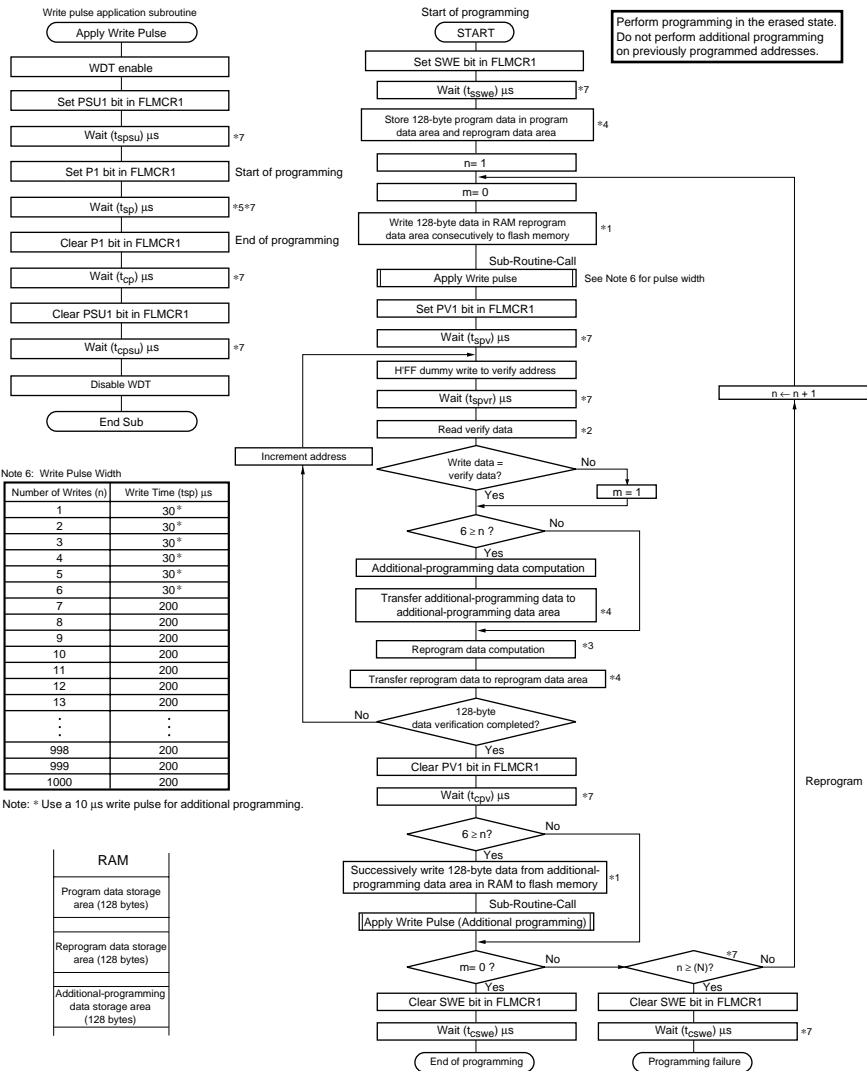 Write pulse application subroutine
Apply Write Pulse
WDT enable
Set PSU1 bit in FLMCR1
Wait (tspsu) μs
*7
Set P1 bit in FLMCR1
Start of programming
Wait (tsp) μs
*5*7
Clear P1 bit in FLMCR1
End of programming
Wait (tcp) μs
*7
Clear PSU1 bit in FLMCR1
Wait (tcpsu) μs
*7
Disable WDT
End Sub
Note 6: Write Pulse Width
Number of Writes (n) Write Time (tsp) μs
1 30*
2 30*
3 30*
4 30*
5 30*
6 30*
7 200
8 200
9 200
10 200
11 200
12 200
13 200
⋮ ⋮
998 200
999 200
1000 200
Note: * Use a 10 μs write pulse for additional programming.
RAM
Program data storage
area (128 bytes)
Reprogram data storage
area (128 bytes)
Additional-programming
data storage area
(128 bytes)
Start of programming
START
Set SWE bit in FLMCR1
Wait (tsswe) μs
*7
Store 128-byte program data in program
data area and reprogram data area
*4
n= 1
m= 0
Write 128-byte data in RAM reprogram
data area consecutively to flash memory
*1
Sub-Routine-Call
Apply Write pulse
See Note 6 for pulse width
Set PV1 bit in FLMCR1
Wait (tspv) μs
*7
H'FF dummy write to verify address
Wait (tspvr) μs
*7
Read verify data
*2
Increment address
Write data =
verify data?
No
m = 1
Yes
6 ≥ n ?
No
Yes
Additional-programming data computation
Transfer additional-programming data to
additional-programming data area
*4
Reprogram data computation
*3
Transfer reprogram data to reprogram data area
*4
128-byte
data verification completed?
No
Yes
Clear PV1 bit in FLMCR1
Wait (tcpv) μs
*7
6 ≥ n?
No
Yes
Successively write 128-byte data from additional-
programming data area in RAM to flash memory
*1
Sub-Routine-Call
Apply Write Pulse (Additional programming)
m= 0 ?
No
Yes
Clear SWE bit in FLMCR1
Wait (tcswe) μs
End of programming
n ≥ (N)?
*7
No
Yes
Clear SWE bit in FLMCR1
Wait (tcswe) μs
*7
Programming failure
n ← n + 1
Reprogram
Perform programming in the erased state.
Do not perform additional programming
on previously programmed addresses.